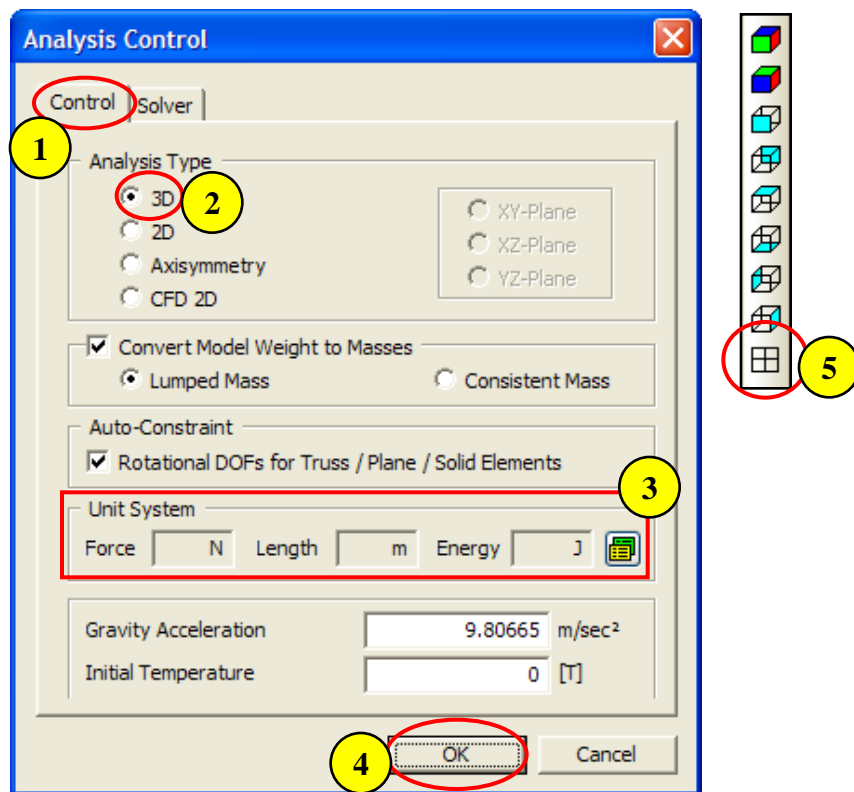 Analysis Control
Control Solver
1
Analysis Type
3D
2
XY-Plane
2D
XZ-Plane
Axisymmetry
YZ-Plane
CFD 2D
Convert Model Weight to Masses
Lumped Mass Consistent Mass
5
Auto-Constraint
Rotational DOFs for Truss / Plane / Solid Elements
3
Unit System
Force N Length m Energy J
Gravity Acceleration 9.80665 m/sec²
Initial Temperature 0 [T]
4
OK Cancel